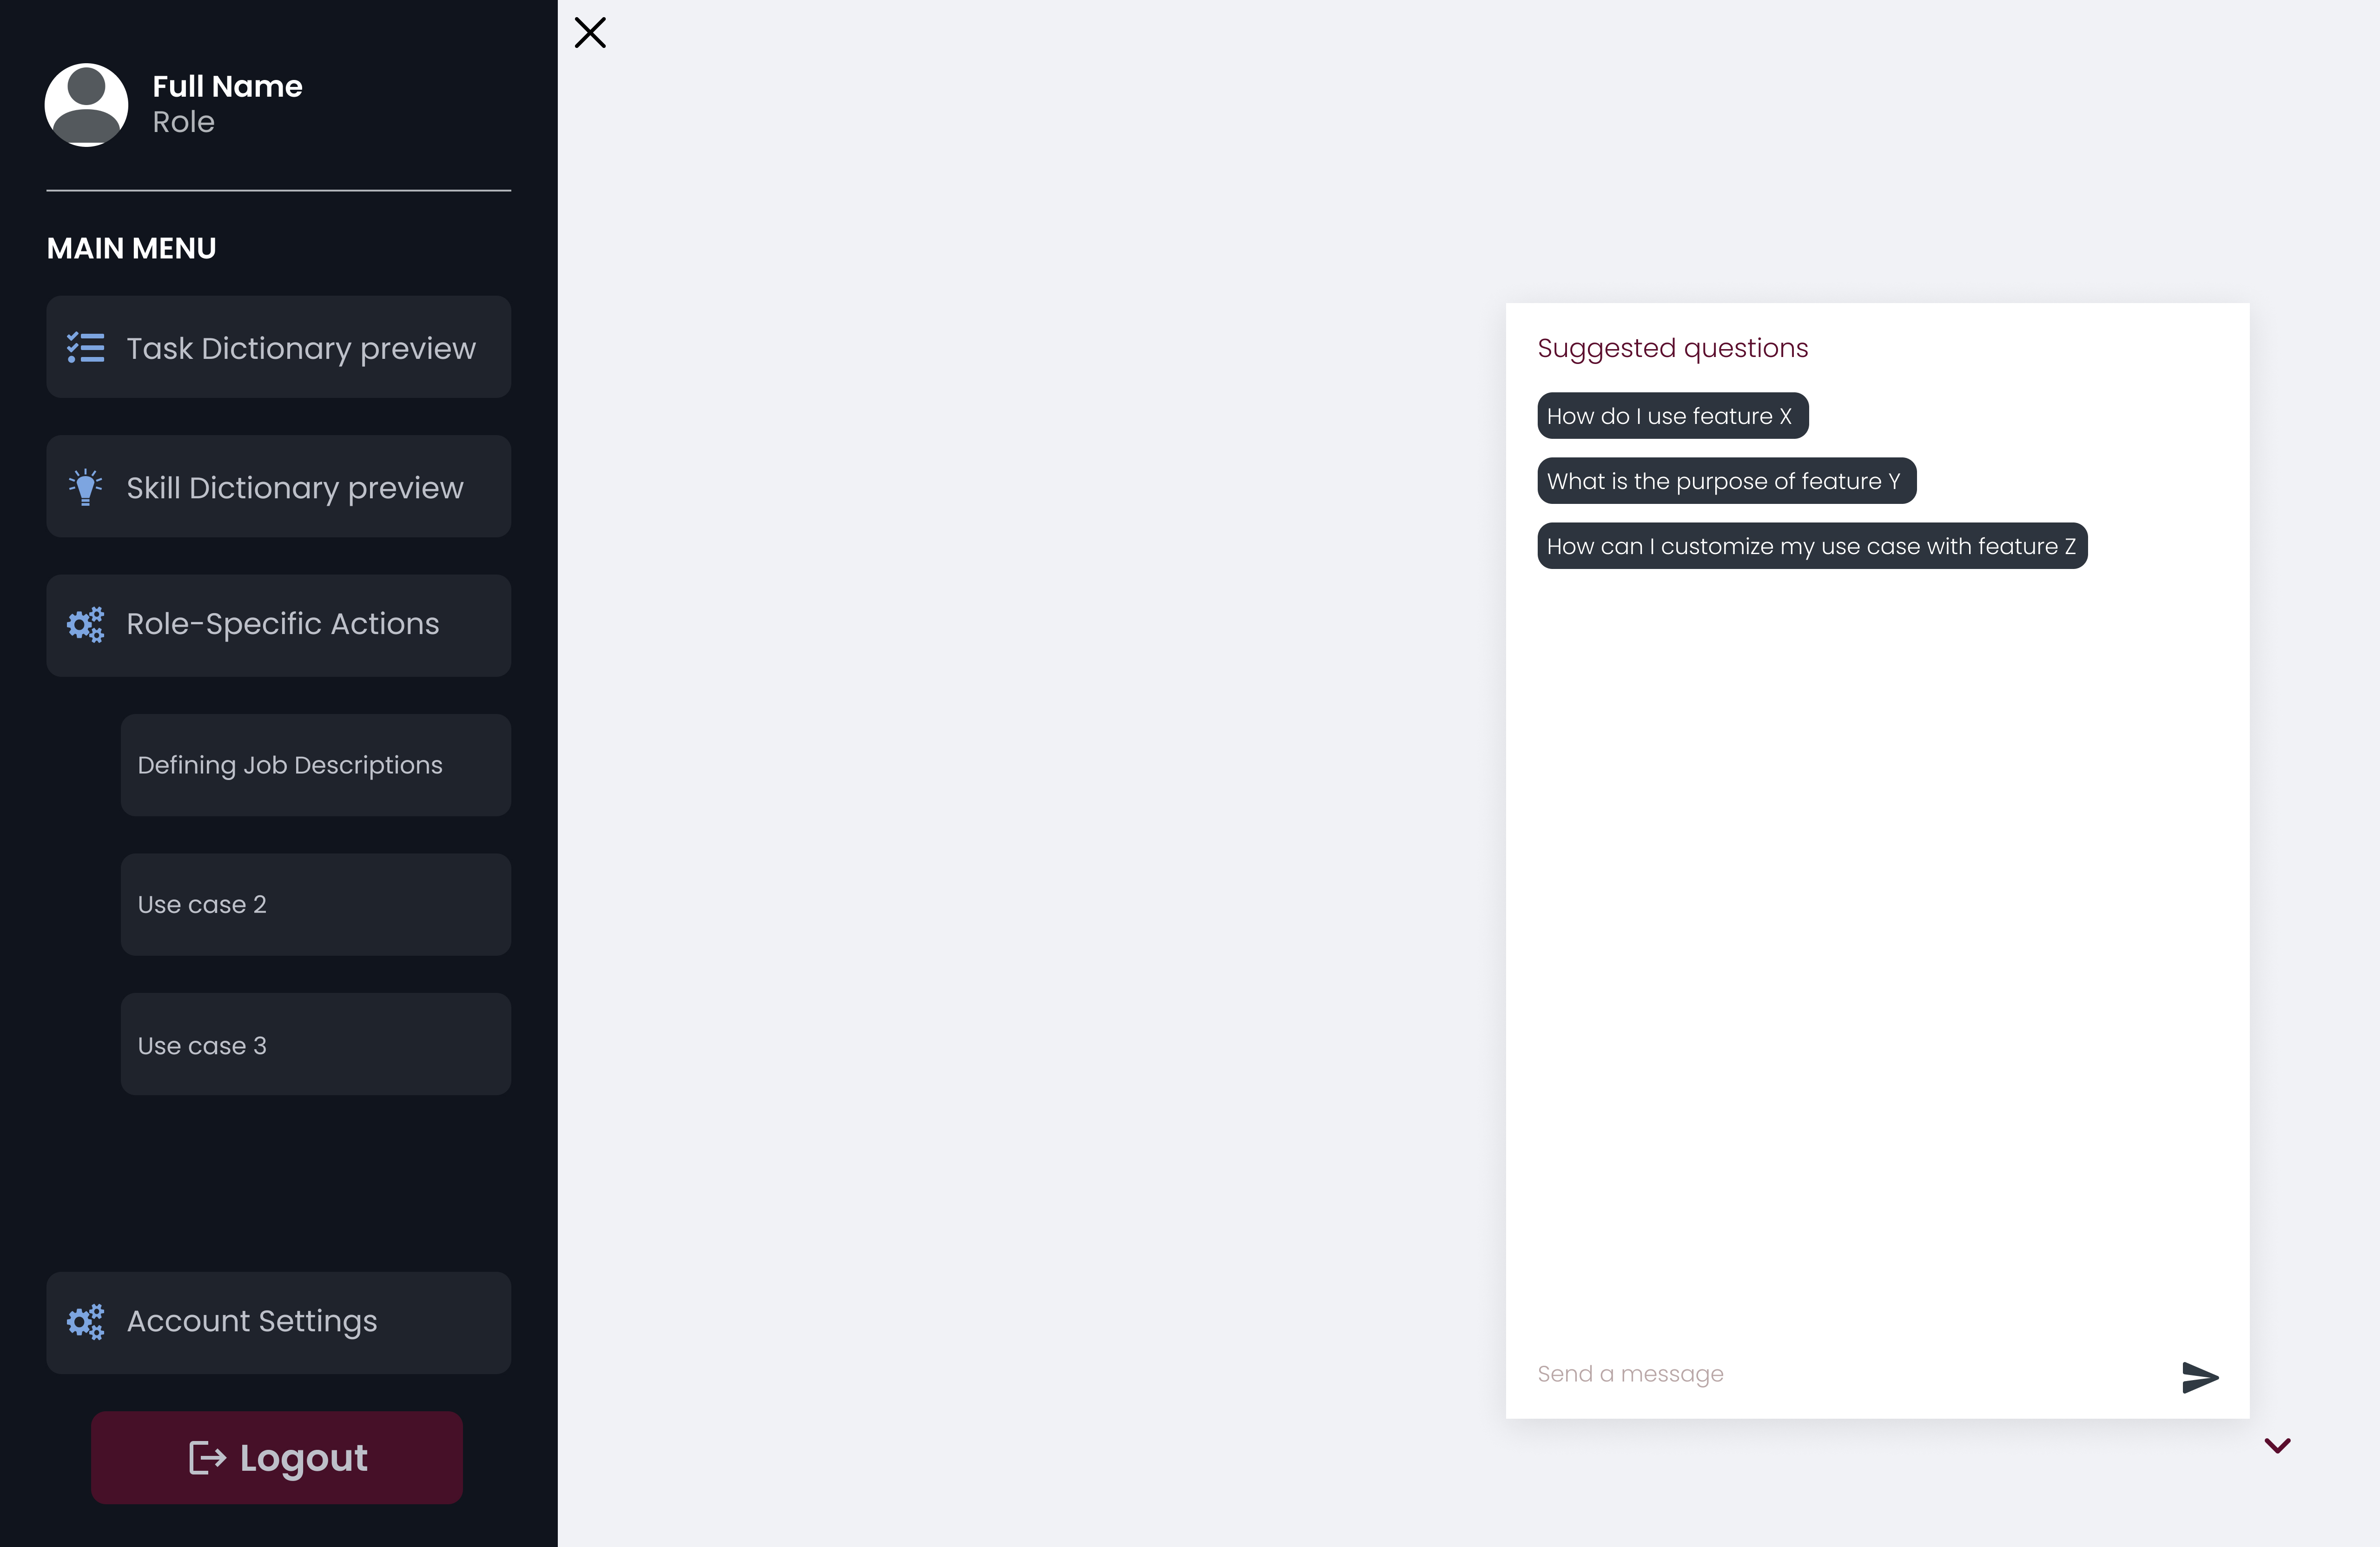 Full Name
Role
MAIN MENU
Task Dictionary preview
Skill Dictionary preview
Role-Specific Actions
Defining Job Descriptions
Use case 2
Use case 3
Account Settings
Logout
Suggested questions
How do I use feature X
What is the purpose of feature Y
How can I customize my use case with feature Z
Send a message